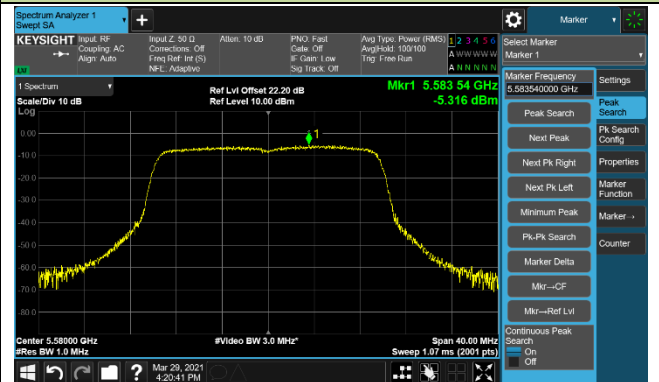 Spectrum Analyzer 1
Swept SA
Marker
KEYSIGHT
Input: RF
Coupling: AC
Align: Auto
Input Z: 50 Ω
Corrections: Off
Freq Ref: Int (S)
NFE: Adaptive
Atten: 10 dB
PNO: Fast
Gate: Off
IF Gain: Low
Sig Track: Off
Avg Type: Power (RMS)
Avg|Hold: 100/100
Trig: Free Run
1 2 3 4 5 6
A W W W W W
A N N N N N
LXI
Select Marker
Marker 1
1 Spectrum
Scale/Div 10 dB
Log
Ref Lvl Offset 22.20 dB
Ref Level 10.00 dBm
Mkr1 5.583 54 GHz
-5.316 dBm
1
0.00
-10.0
-20.0
-30.0
-40.0
-50.0
-60.0
-70.0
-80.0
Center 5.58000 GHz
#Res BW 1.0 MHz
#Video BW 3.0 MHz*
Span 40.00 MHz
Sweep 1.07 ms (2001 pts)
Marker Frequency
5.583540000 GHz
Peak Search
Next Peak
Next Pk Right
Next Pk Left
Minimum Peak
Pk-Pk Search
Marker Delta
Mkr→CF
Mkr→Ref Lvl
Continuous Peak
Search
On
Off
Settings
Peak
Search
Pk Search
Config
Properties
Marker
Function
Marker→
Counter
Mar 29, 2021
4:20:41 PM